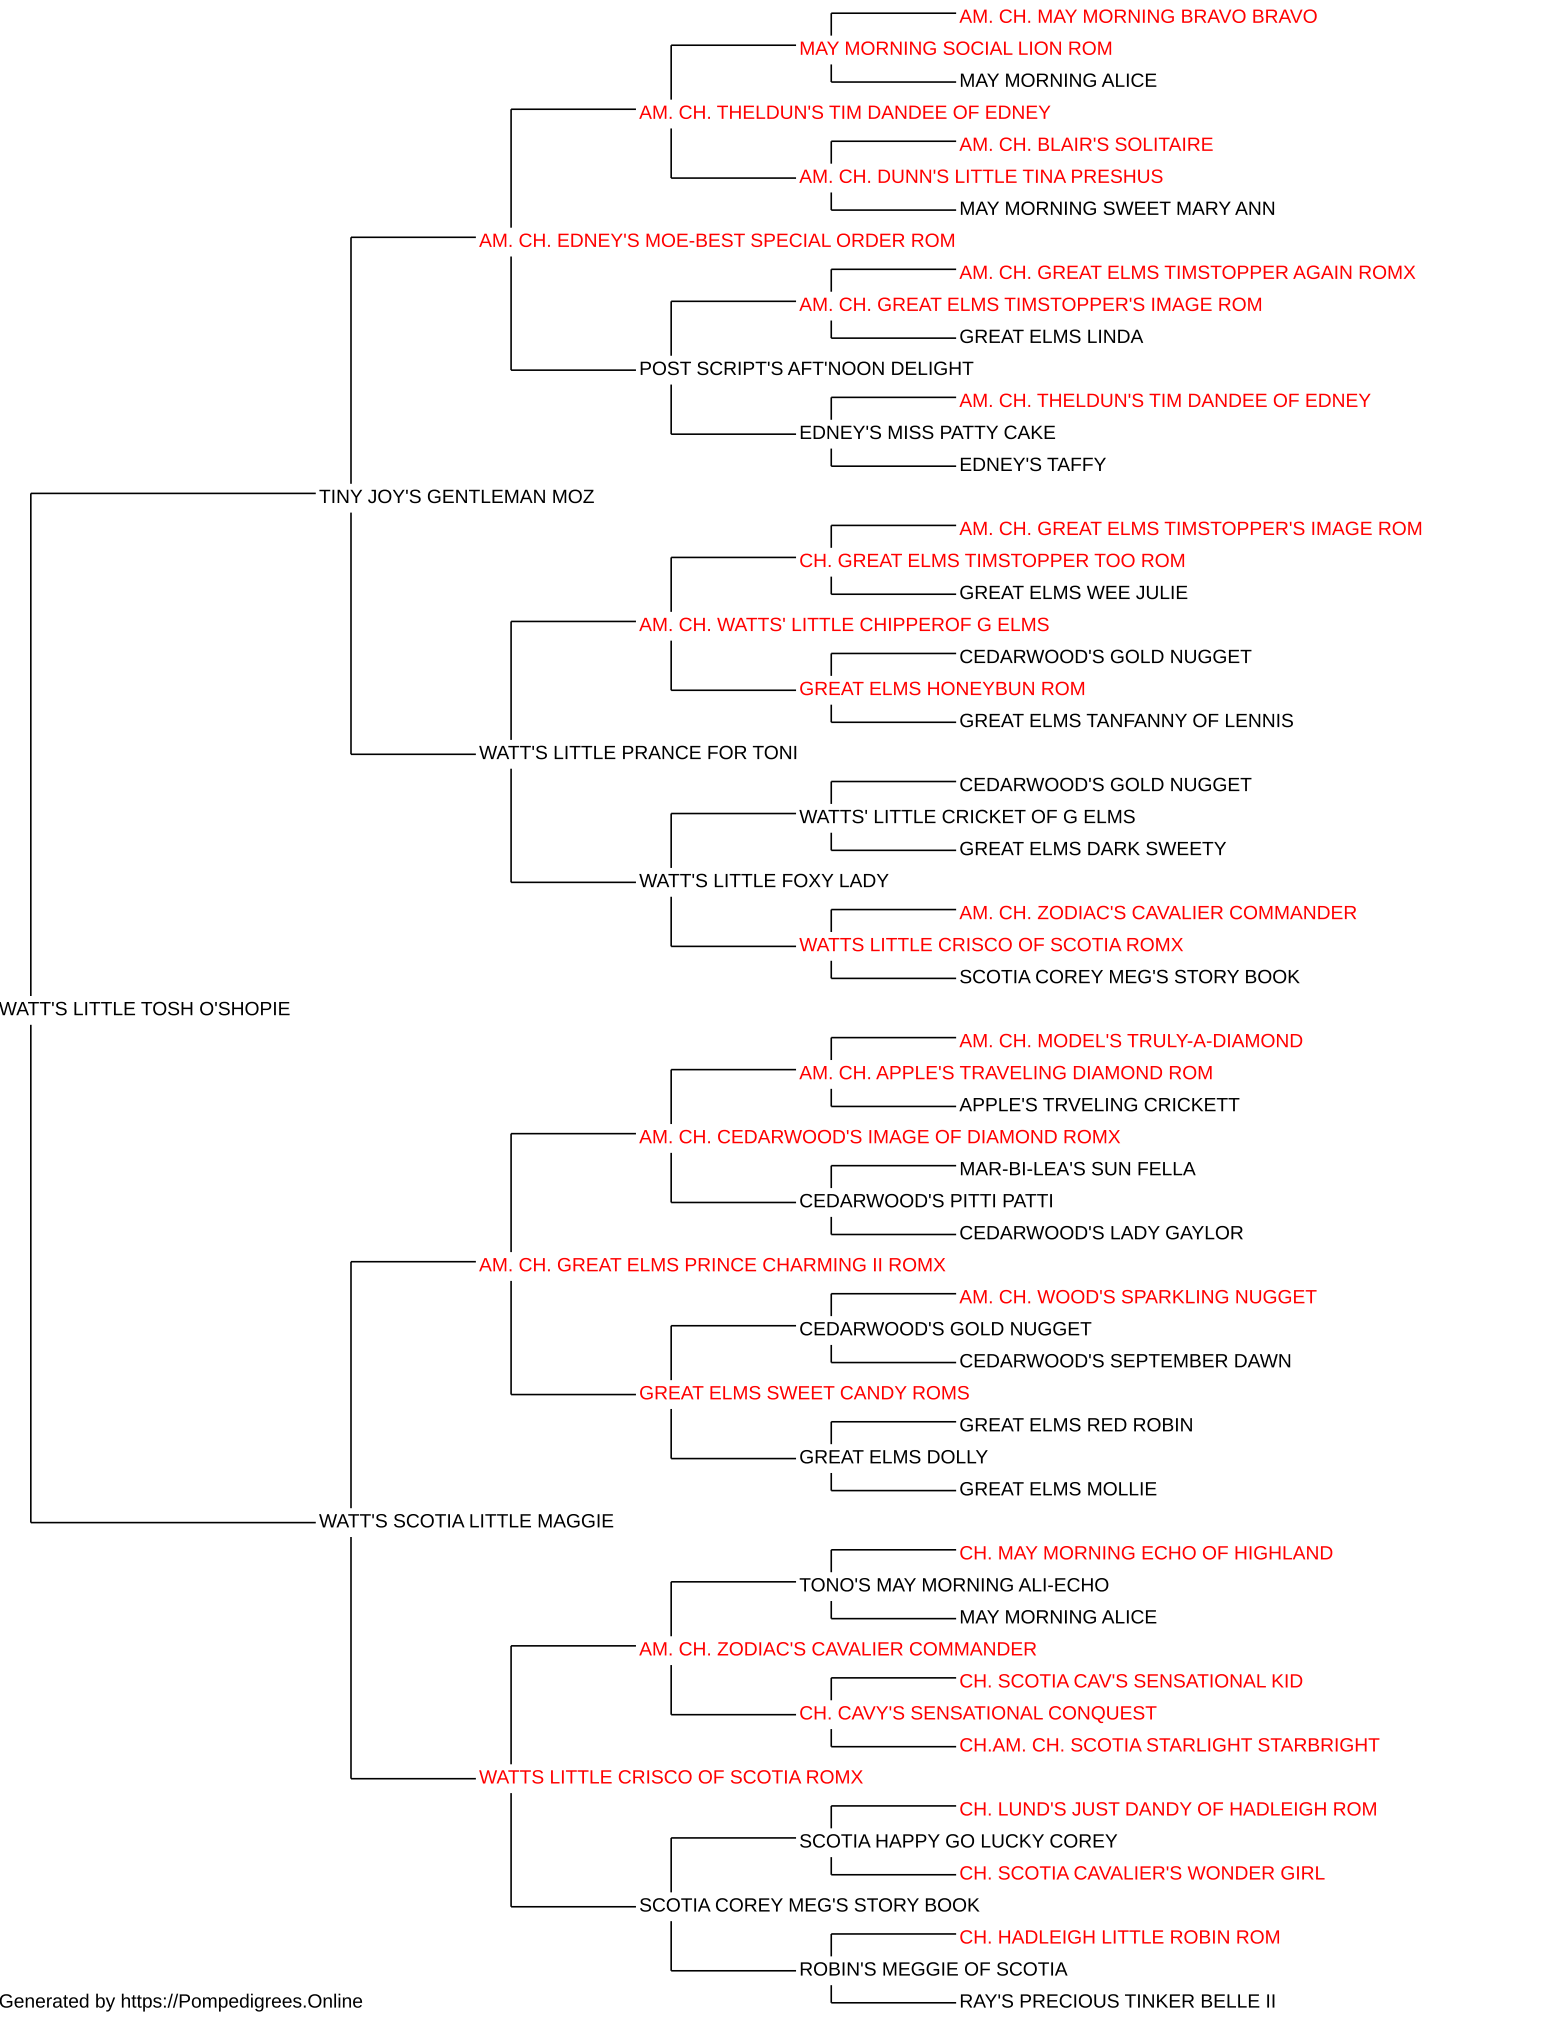 AM. CH. MAY MORNING BRAVO BRAVO
MAY MORNING SOCIAL LION ROM
MAY MORNING ALICE
AM. CH. THELDUN'S TIM DANDEE OF EDNEY
AM. CH. BLAIR'S SOLITAIRE
AM. CH. DUNN'S LITTLE TINA PRESHUS
MAY MORNING SWEET MARY ANN
AM. CH. EDNEY'S MOE-BEST SPECIAL ORDER ROM
AM. CH. GREAT ELMS TIMSTOPPER AGAIN ROMX
AM. CH. GREAT ELMS TIMSTOPPER'S IMAGE ROM
GREAT ELMS LINDA
POST SCRIPT'S AFT'NOON DELIGHT
AM. CH. THELDUN'S TIM DANDEE OF EDNEY
EDNEY'S MISS PATTY CAKE
EDNEY'S TAFFY
TINY JOY'S GENTLEMAN MOZ
AM. CH. GREAT ELMS TIMSTOPPER'S IMAGE ROM
CH. GREAT ELMS TIMSTOPPER TOO ROM
GREAT ELMS WEE JULIE
AM. CH. WATTS' LITTLE CHIPPEROF G ELMS
CEDARWOOD'S GOLD NUGGET
GREAT ELMS HONEYBUN ROM
GREAT ELMS TANFANNY OF LENNIS
WATT'S LITTLE PRANCE FOR TONI
CEDARWOOD'S GOLD NUGGET
WATTS' LITTLE CRICKET OF G ELMS
GREAT ELMS DARK SWEETY
WATT'S LITTLE FOXY LADY
AM. CH. ZODIAC'S CAVALIER COMMANDER
WATTS LITTLE CRISCO OF SCOTIA ROMX
SCOTIA COREY MEG'S STORY BOOK
WATT'S LITTLE TOSH O'SHOPIE
AM. CH. MODEL'S TRULY-A-DIAMOND
AM. CH. APPLE'S TRAVELING DIAMOND ROM
APPLE'S TRVELING CRICKETT
AM. CH. CEDARWOOD'S IMAGE OF DIAMOND ROMX
MAR-BI-LEA'S SUN FELLA
CEDARWOOD'S PITTI PATTI
CEDARWOOD'S LADY GAYLOR
AM. CH. GREAT ELMS PRINCE CHARMING II ROMX
AM. CH. WOOD'S SPARKLING NUGGET
CEDARWOOD'S GOLD NUGGET
CEDARWOOD'S SEPTEMBER DAWN
GREAT ELMS SWEET CANDY ROMS
GREAT ELMS RED ROBIN
GREAT ELMS DOLLY
GREAT ELMS MOLLIE
WATT'S SCOTIA LITTLE MAGGIE
CH. MAY MORNING ECHO OF HIGHLAND
TONO'S MAY MORNING ALI-ECHO
MAY MORNING ALICE
AM. CH. ZODIAC'S CAVALIER COMMANDER
CH. SCOTIA CAV'S SENSATIONAL KID
CH. CAVY'S SENSATIONAL CONQUEST
CH.AM. CH. SCOTIA STARLIGHT STARBRIGHT
WATTS LITTLE CRISCO OF SCOTIA ROMX
CH. LUND'S JUST DANDY OF HADLEIGH ROM
SCOTIA HAPPY GO LUCKY COREY
CH. SCOTIA CAVALIER'S WONDER GIRL
SCOTIA COREY MEG'S STORY BOOK
CH. HADLEIGH LITTLE ROBIN ROM
ROBIN'S MEGGIE OF SCOTIA
RAY'S PRECIOUS TINKER BELLE II
Generated by https://Pompedigrees.Online